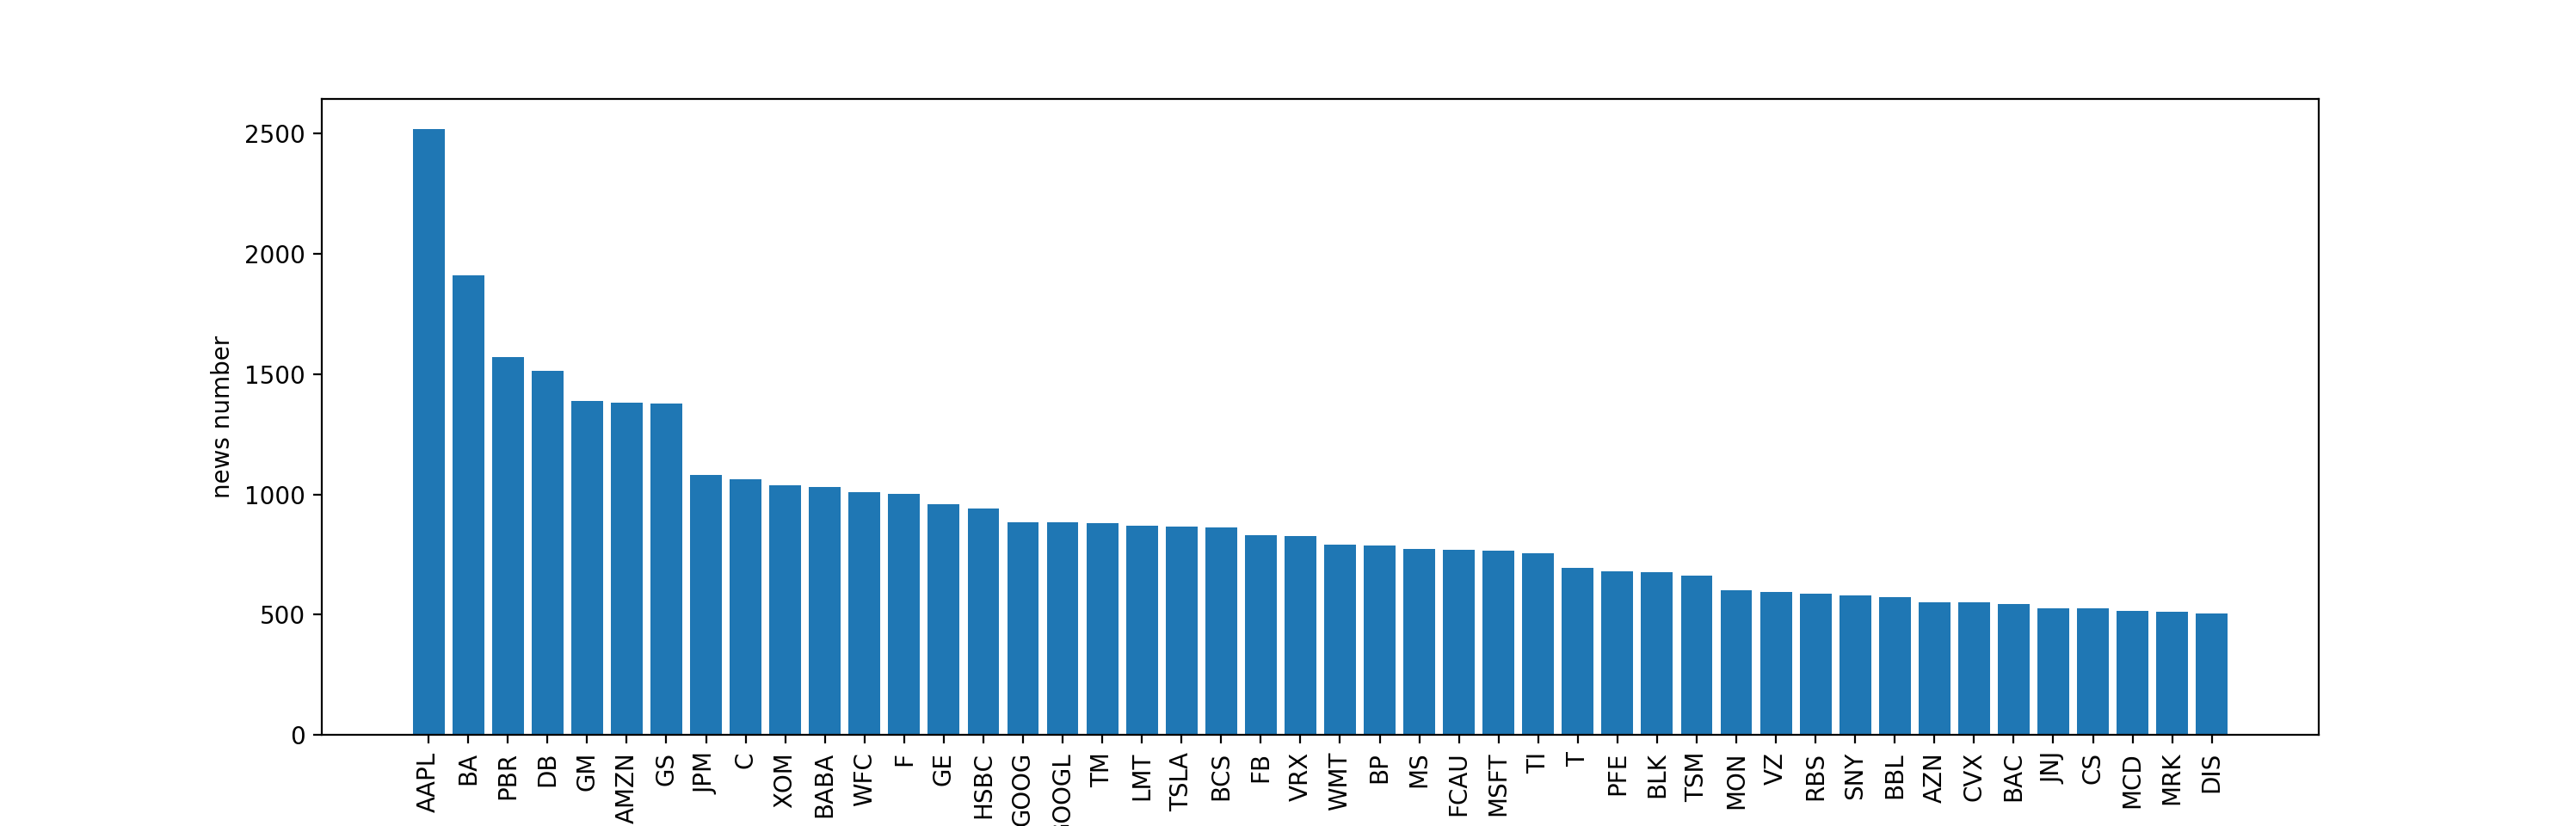 2500
2000
1500
1000
500
0
news number
AAPL
BA
PBR
DB
GM
AMZN
GS
JPM
C
XOM
BABA
WFC
F
GE
HSBC
GOOG
OOGL
TM
LMT
TSLA
BCS
FB
VRX
WMT
BP
MS
FCAU
MSFT
TI
T
PFE
BLK
TSM
MON
VZ
RBS
SNY
BBL
AZN
CVX
BAC
JNJ
CS
MCD
MRK
DIS